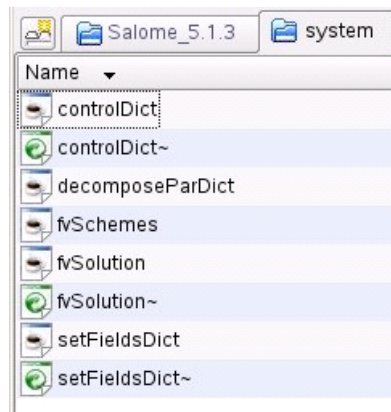 Salome_5.1.3 system
Name
controlDict
controlDict~
decomposeParDict
fvSchemes
fvSolution
fvSolution~
setFieldsDict
setFieldsDict~